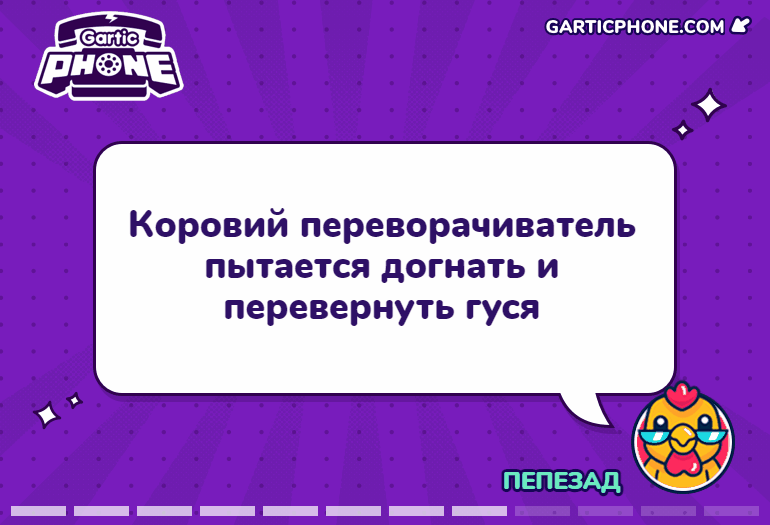 Gartic
PHONE
GARTICPHONE.COM
Коровий переворачиватель
пытается догнать и
перевернуть гуся
ПЕПЕЗАД